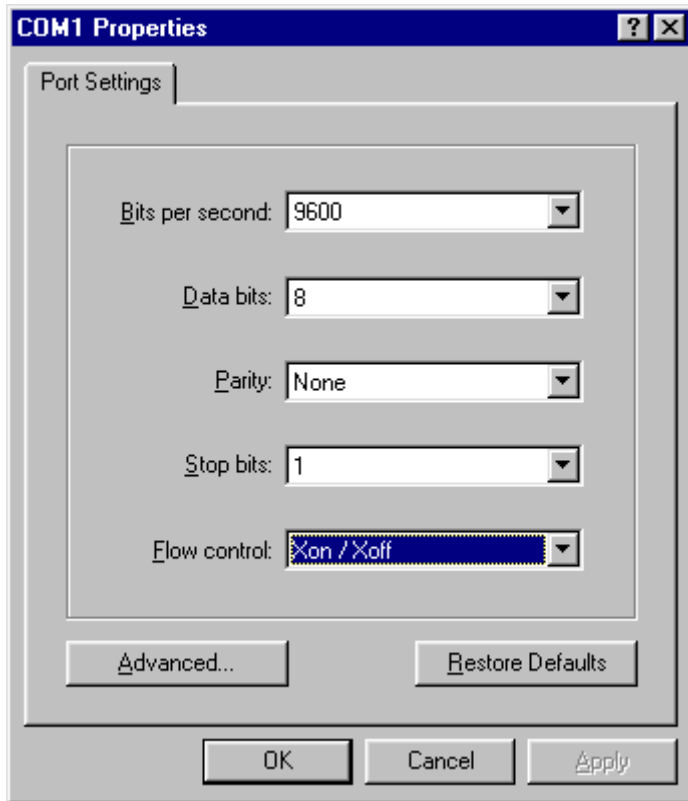 COM1 Properties
Port Settings
Bits per second: 9600
Data bits: 8
Parity: None
Stop bits: 1
Flow control: Xon / Xoff
Advanced... Restore Defaults
OK Cancel Apply